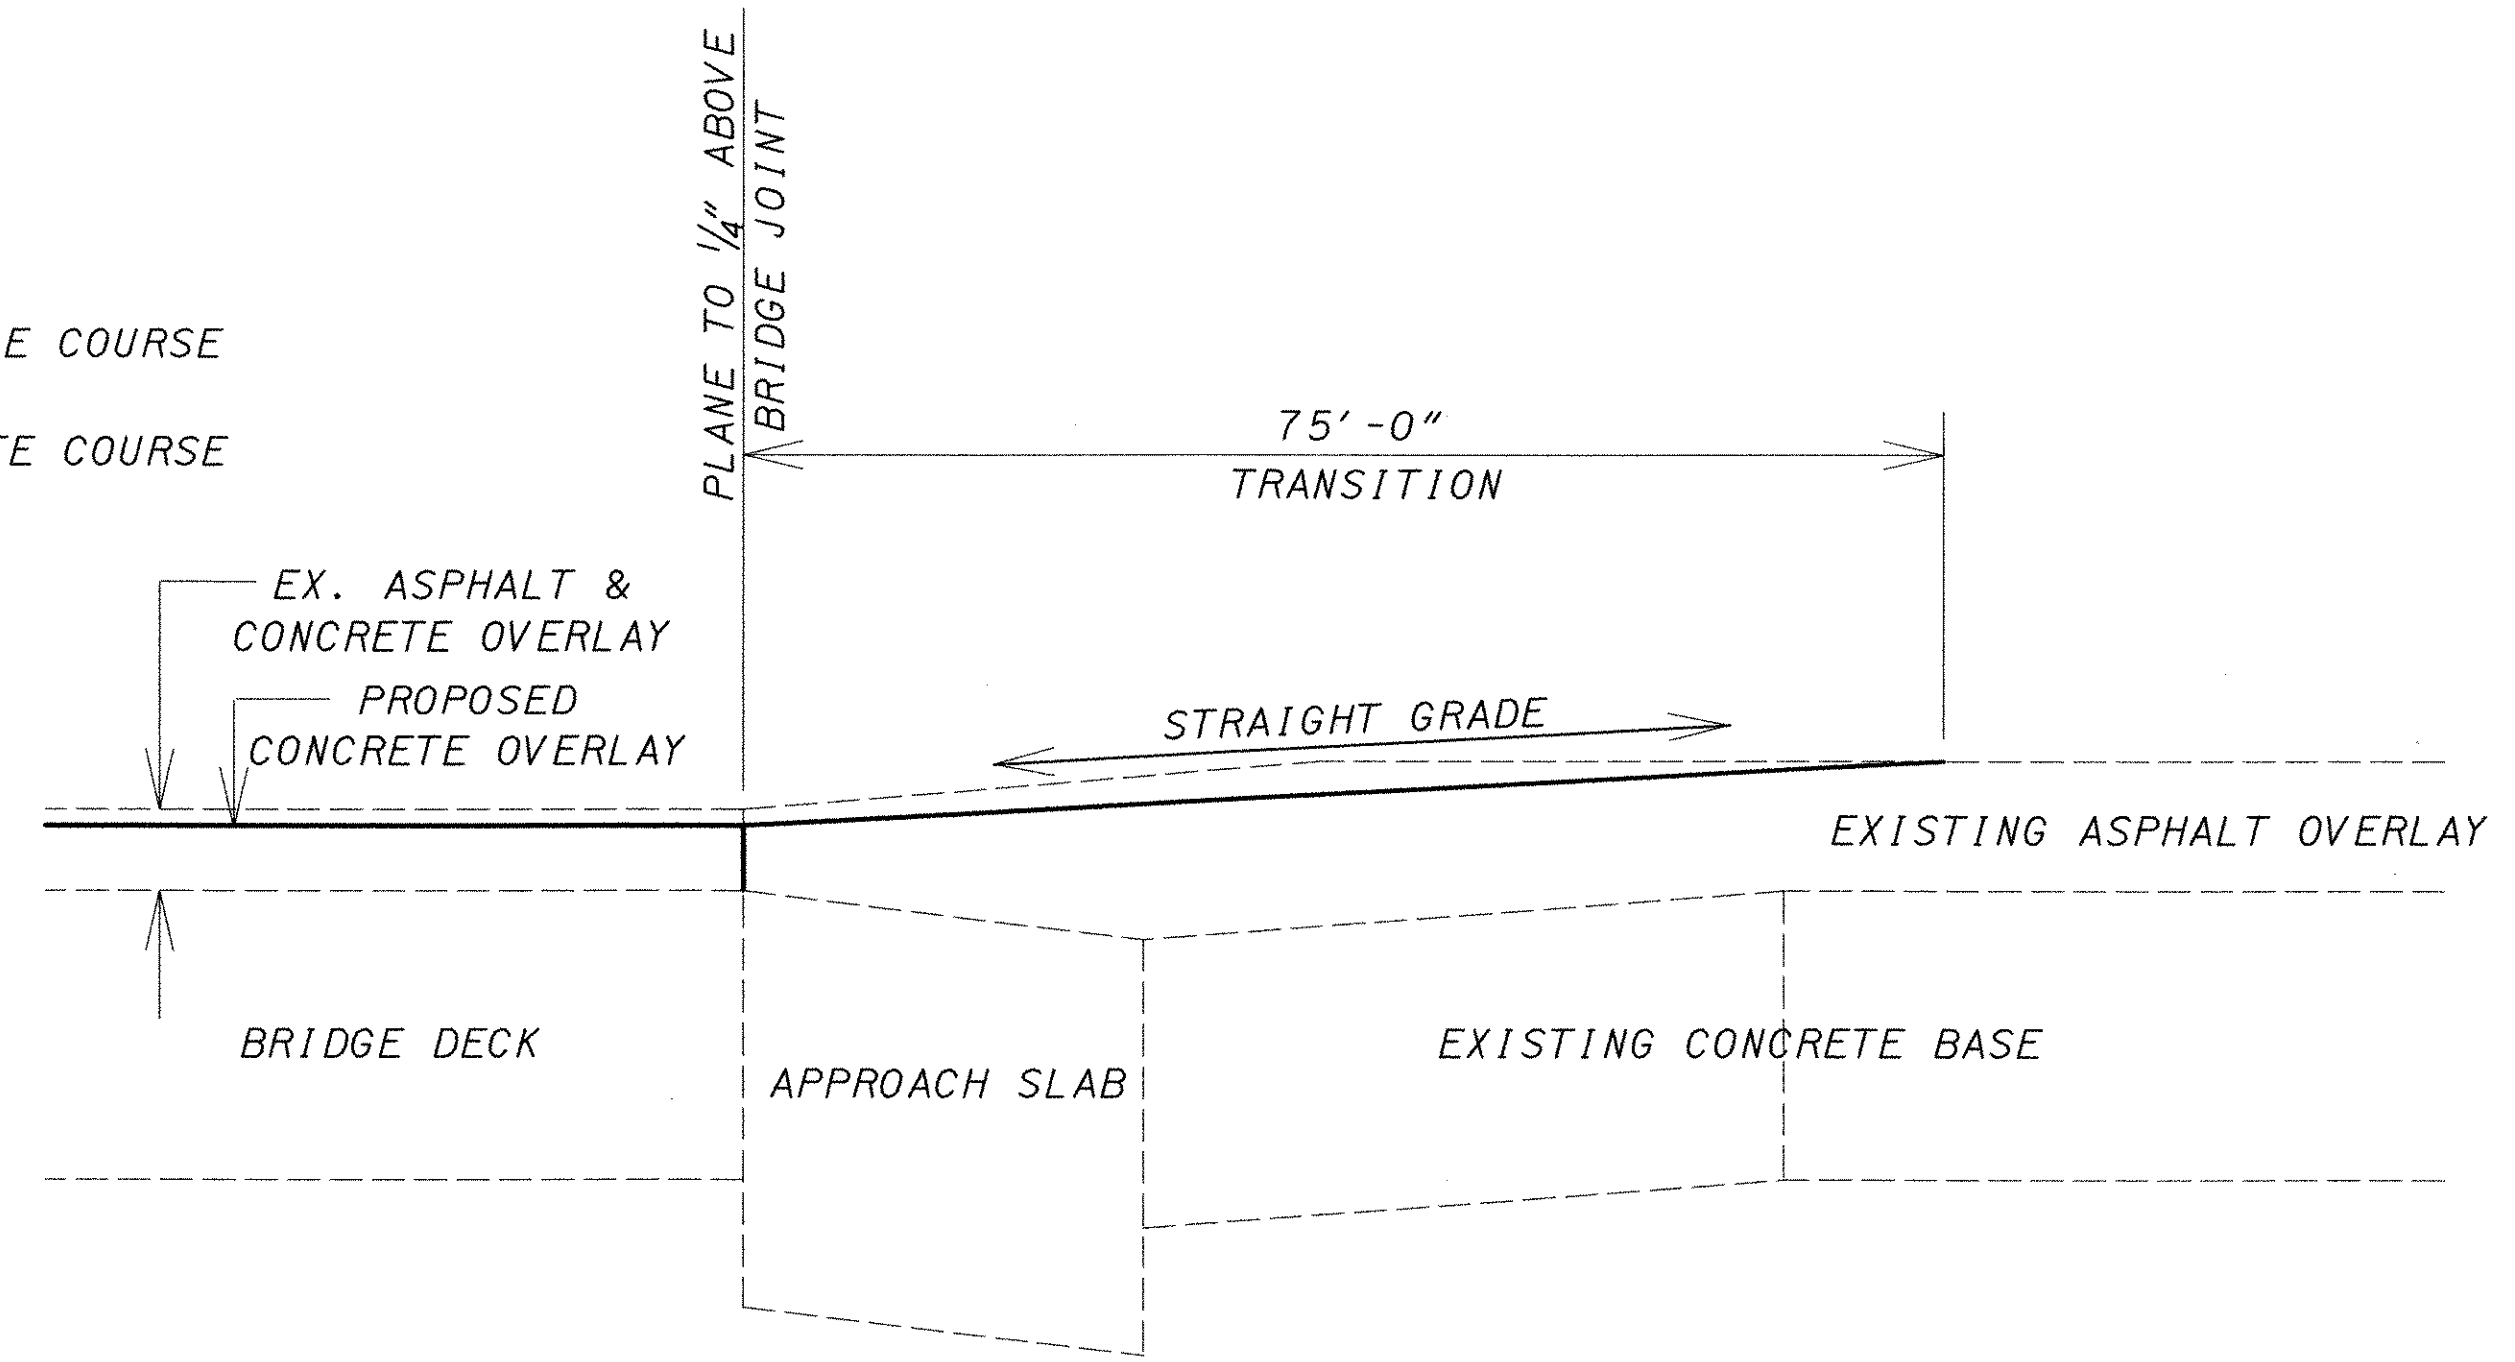 PLANE TO 1/4" ABOVE
BRIDGE JOINT
E COURSE
TE COURSE
75'-0"
TRANSITION
EX. ASPHALT &
CONCRETE OVERLAY
PROPOSED
CONCRETE OVERLAY
STRAIGHT GRADE
EXISTING ASPHALT OVERLAY
BRIDGE DECK
APPROACH SLAB
EXISTING CONCRETE BASE